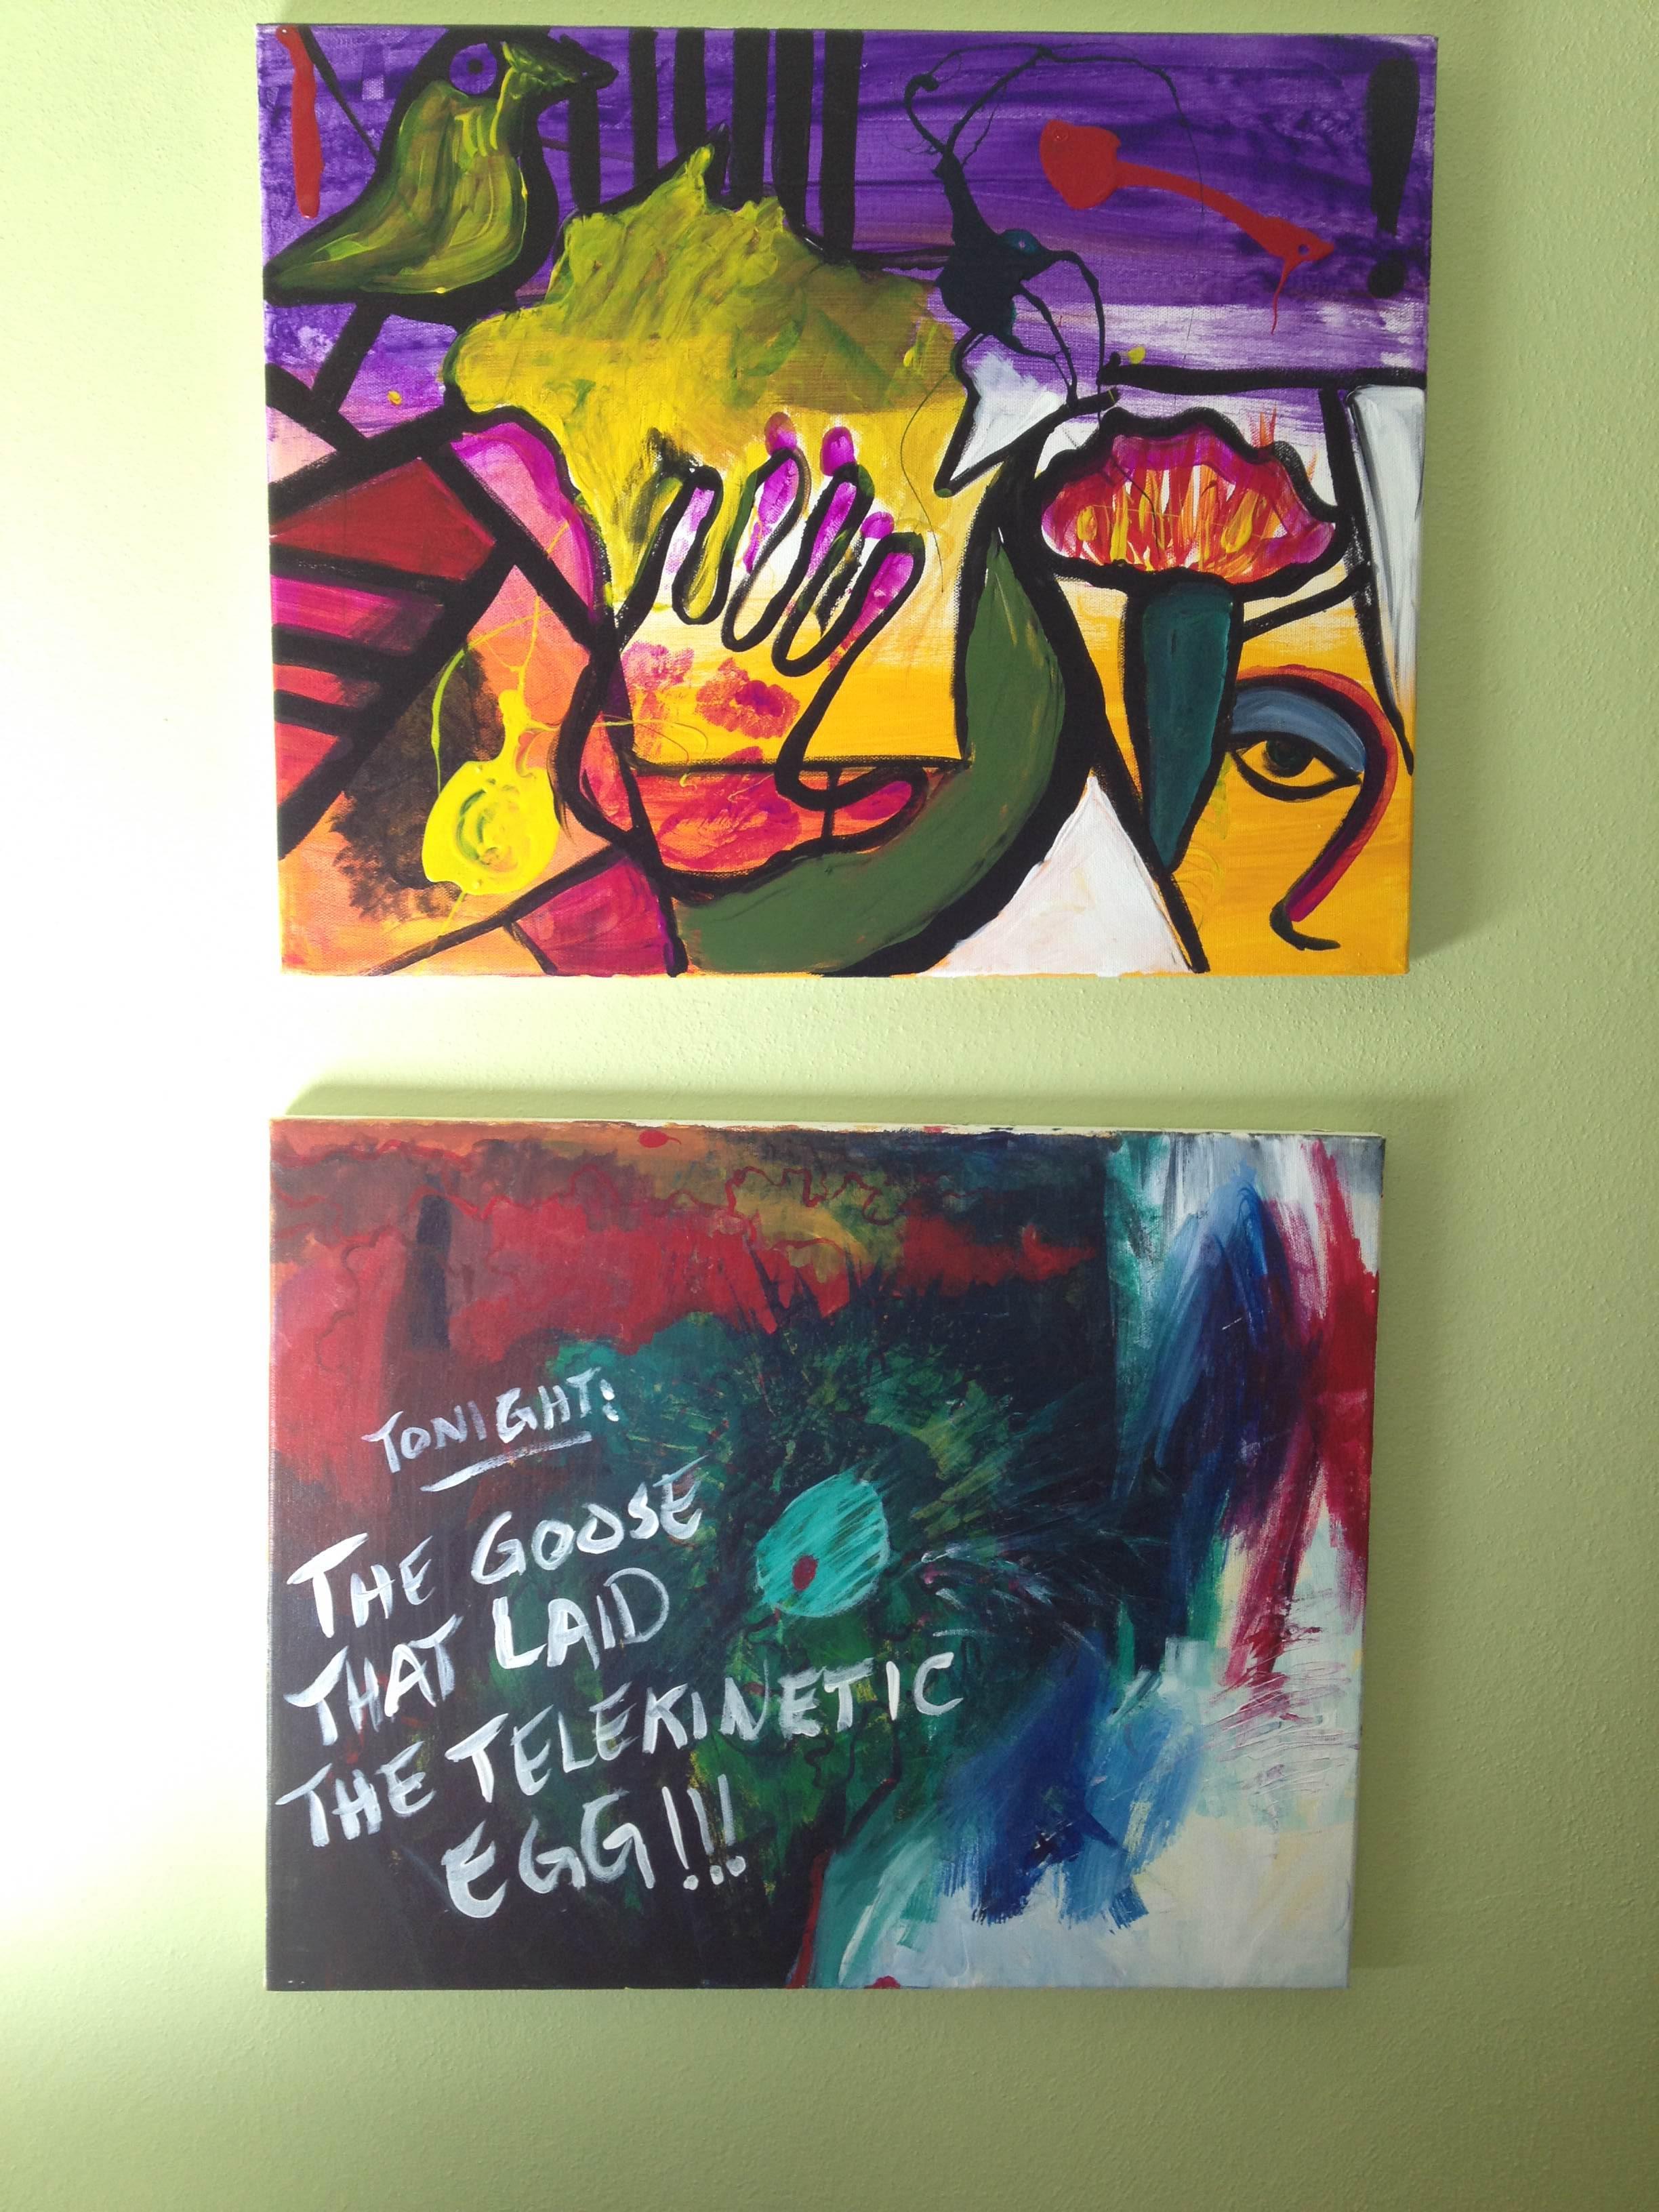 TONIGHT:
THE GOOSE
THAT LAID
THE TELEKINETIC
EGG!!!